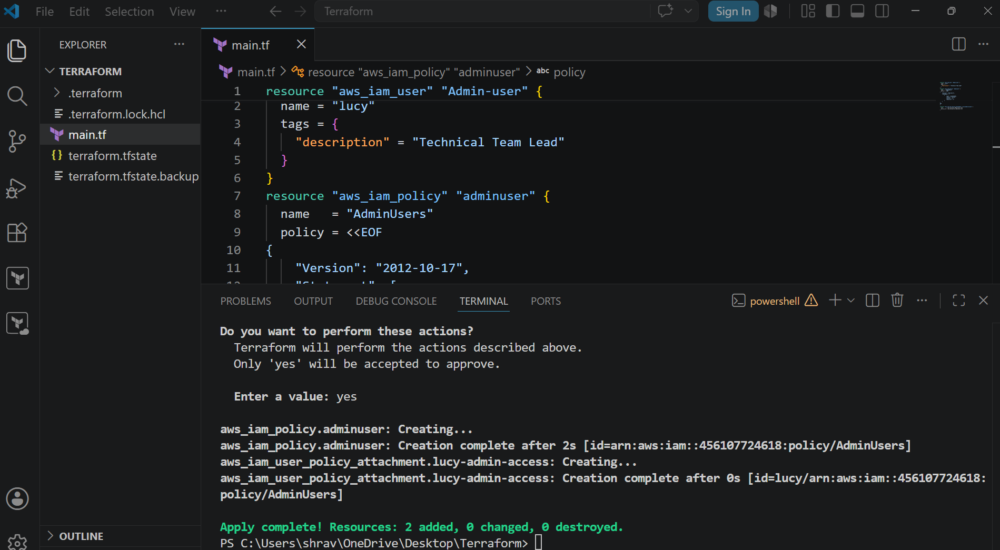 File Edit Selection View ··· Terraform Sign In
EXPLORER ···
TERRAFORM
.terraform
.terraform.lock.hcl
main.tf
terraform.tfstate
terraform.tfstate.backup
OUTLINE
main.tf
main.tf > resource "aws_iam_policy" "adminuser" > abc policy
1 resource "aws_iam_user" "Admin-user" {
2 name = "lucy"
3 tags = {
4 "description" = "Technical Team Lead"
5 }
6 }
7 resource "aws_iam_policy" "adminuser" {
8 name = "AdminUsers"
9 policy = <<EOF
10 {
11 "Version": "2012-10-17",
PROBLEMS OUTPUT DEBUG CONSOLE TERMINAL PORTS powershell
Do you want to perform these actions?
Terraform will perform the actions described above.
Only 'yes' will be accepted to approve.
Enter a value: yes
aws_iam_policy.adminuser: Creating...
aws_iam_policy.adminuser: Creation complete after 2s [id=arn:aws:iam::456107724618:policy/AdminUsers]
aws_iam_user_policy_attachment.lucy-admin-access: Creating...
aws_iam_user_policy_attachment.lucy-admin-access: Creation complete after 0s [id=lucy/arn:aws:iam::456107724618:
policy/AdminUsers]
Apply complete! Resources: 2 added, 0 changed, 0 destroyed.
PS C:\Users\shrav\OneDrive\Desktop\Terraform>